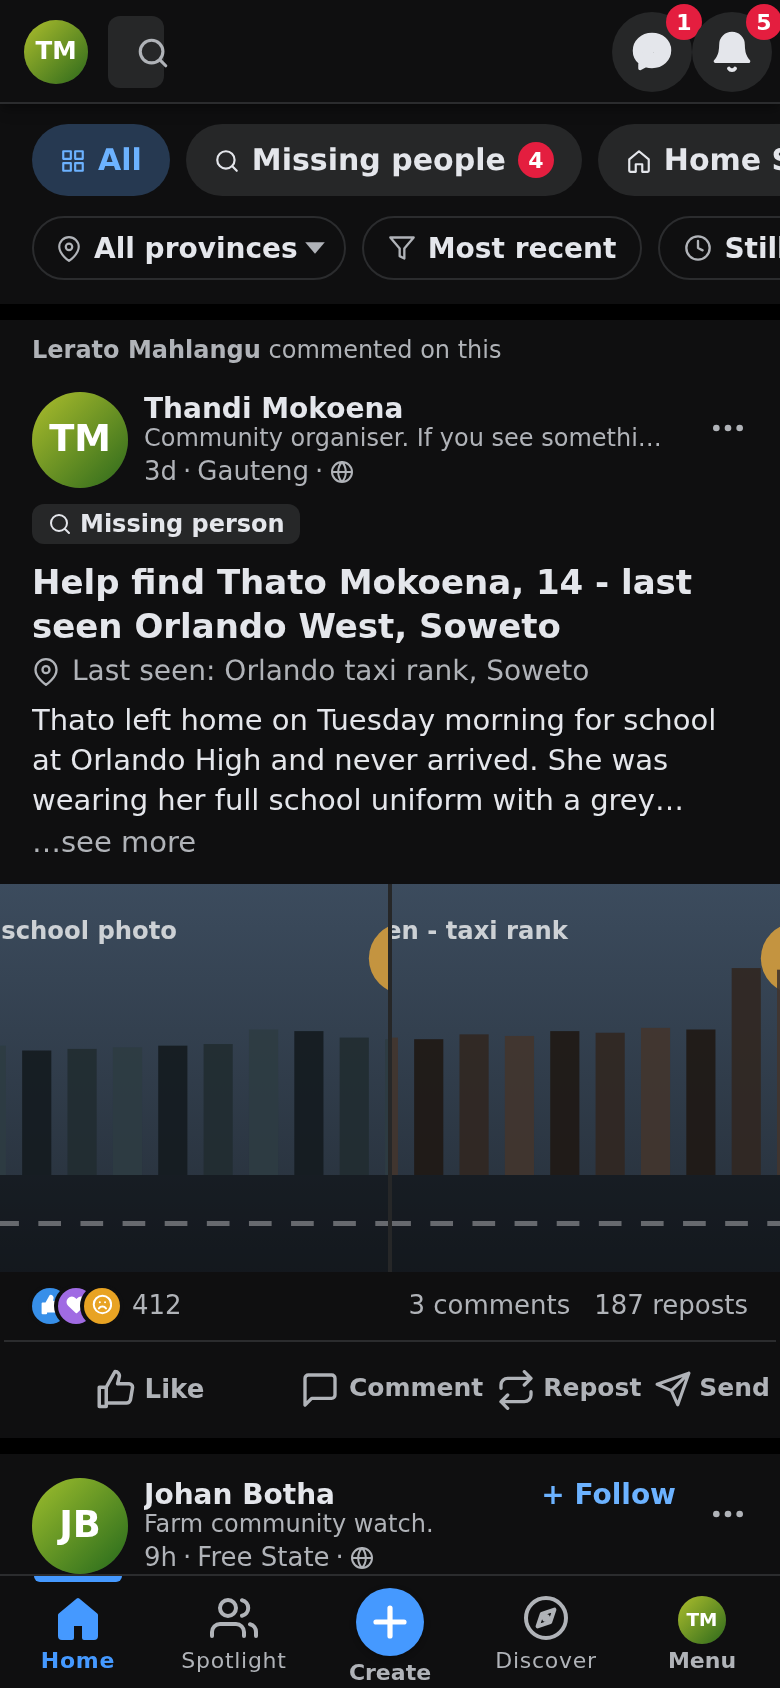 TM
1
5
All
Missing people 4
Home S
All provinces
Most recent
Still
Lerato Mahlangu commented on this
TM
Thandi Mokoena
Community organiser. If you see somethi...
3d · Gauteng ·
Missing person
Help find Thato Mokoena, 14 - last
seen Orlando West, Soweto
Last seen: Orlando taxi rank, Soweto
Thato left home on Tuesday morning for school
at Orlando High and never arrived. She was
wearing her full school uniform with a grey...
...see more
school photo
en - taxi rank
412
3 comments 187 reposts
Like
Comment
Repost
Send
JB
Johan Botha
+ Follow
Farm community watch.
9h · Free State ·
Home
Spotlight
Create
Discover
TM
Menu